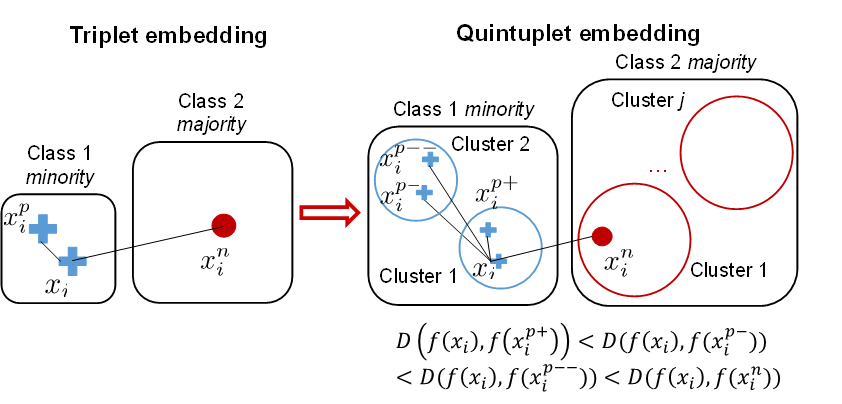 Triplet embedding
Class 1
minority
x_i^p
x_i
Class 2
majority
x_i^n
Quintuplet embedding
Class 1 minority
Cluster 2
x_i^{p--}
x_i^{p-}
x_i^{p+}
x_i
Cluster 1
Class 2 majority
Cluster j
...
x_i^n
Cluster 1
D(f(x_i), f(x_i^{p+})) < D(f(x_i), f(x_i^{p-}))
< D(f(x_i), f(x_i^{p--})) < D(f(x_i), f(x_i^n))